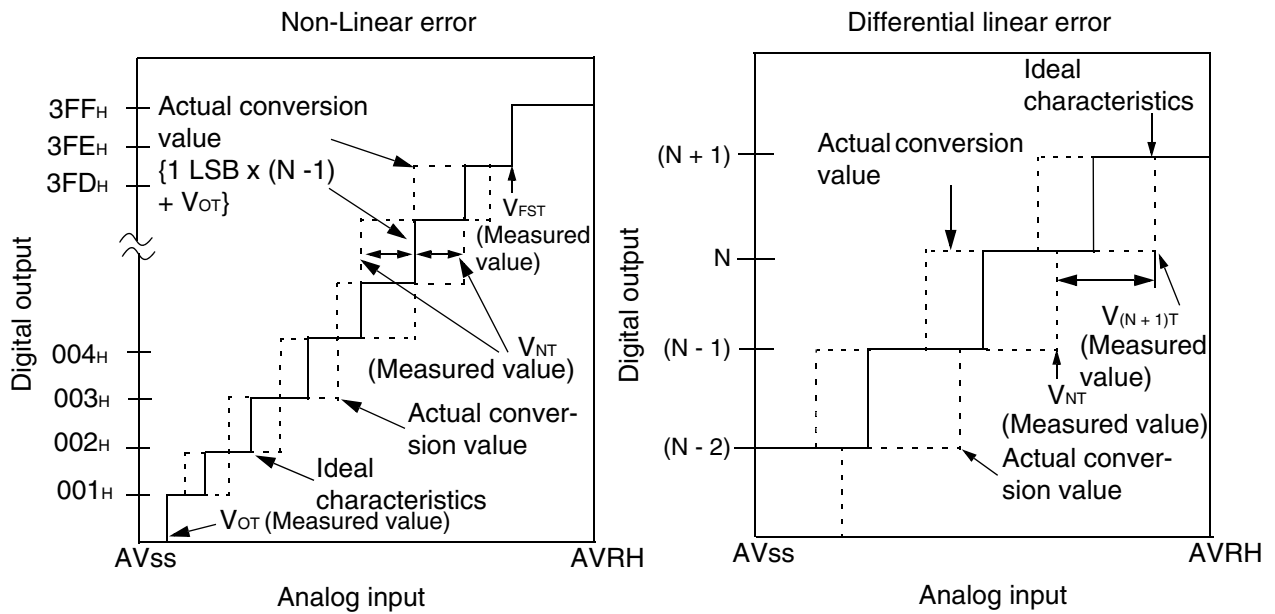 Non-Linear error
3FFH
3FEH
3FDH
004H
003H
002H
001H
Digital output
Actual conversion
value
{1 LSB x (N -1)
+ VOT}
VFST
(Measured
value)
VNT
(Measured value)
Actual conver-
sion value
Ideal
characteristics
VOT (Measured value)
AVss
AVRH
Analog input
Differential linear error
(N + 1)
N
(N - 1)
(N - 2)
Digital output
Ideal
characteristics
Actual conversion
value
V(N + 1)T
(Measured
value)
VNT
(Measured value)
Actual conver-
sion value
AVss
AVRH
Analog input